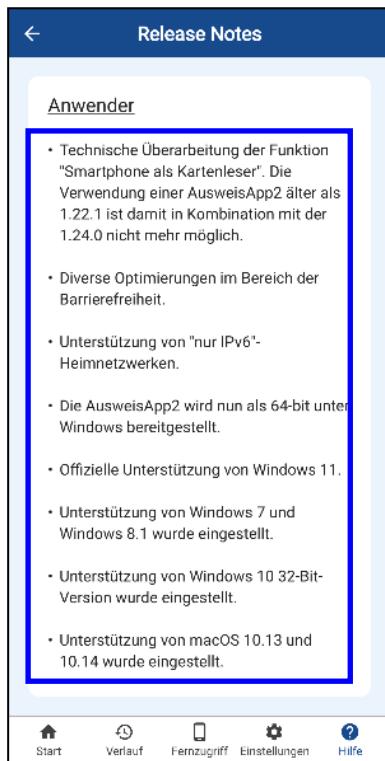 Release Notes
Anwender
• Technische Überarbeitung der Funktion
"Smartphone als Kartenleser". Die
Verwendung einer AusweisApp2 älter als
1.22.1 ist damit in Kombination mit der
1.24.0 nicht mehr möglich.
• Diverse Optimierungen im Bereich der
Barrierefreiheit.
• Unterstützung von "nur IPv6"-
Heimnetzwerken.
• Die AusweisApp2 wird nun als 64-bit unter
Windows bereitgestellt.
• Offizielle Unterstützung von Windows 11.
• Unterstützung von Windows 7 und
Windows 8.1 wurde eingestellt.
• Unterstützung von Windows 10 32-Bit-
Version wurde eingestellt.
• Unterstützung von macOS 10.13 und
10.14 wurde eingestellt.
Start Verlauf Fernzugriff Einstellungen Hilfe